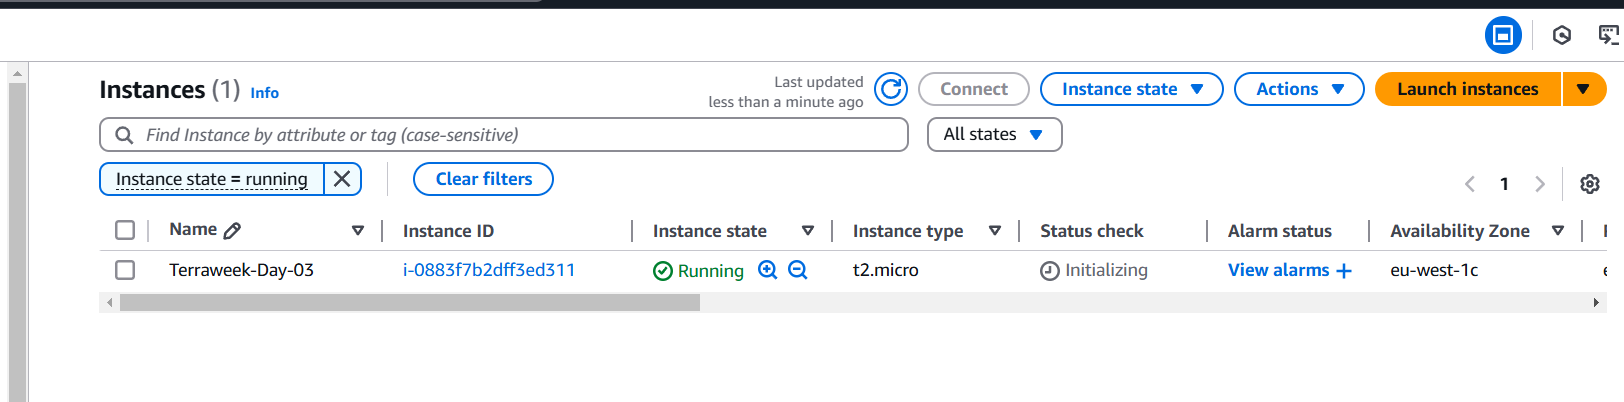 Instances (1) Info
Last updated
less than a minute ago
Connect
Instance state
Actions
Launch instances
Find Instance by attribute or tag (case-sensitive)
All states
Instance state = running
Clear filters
1
Name Instance ID Instance state Instance type Status check Alarm status Availability Zone
Terraweek-Day-03 i-0883f7b2dff3ed311 Running t2.micro Initializing View alarms + eu-west-1c